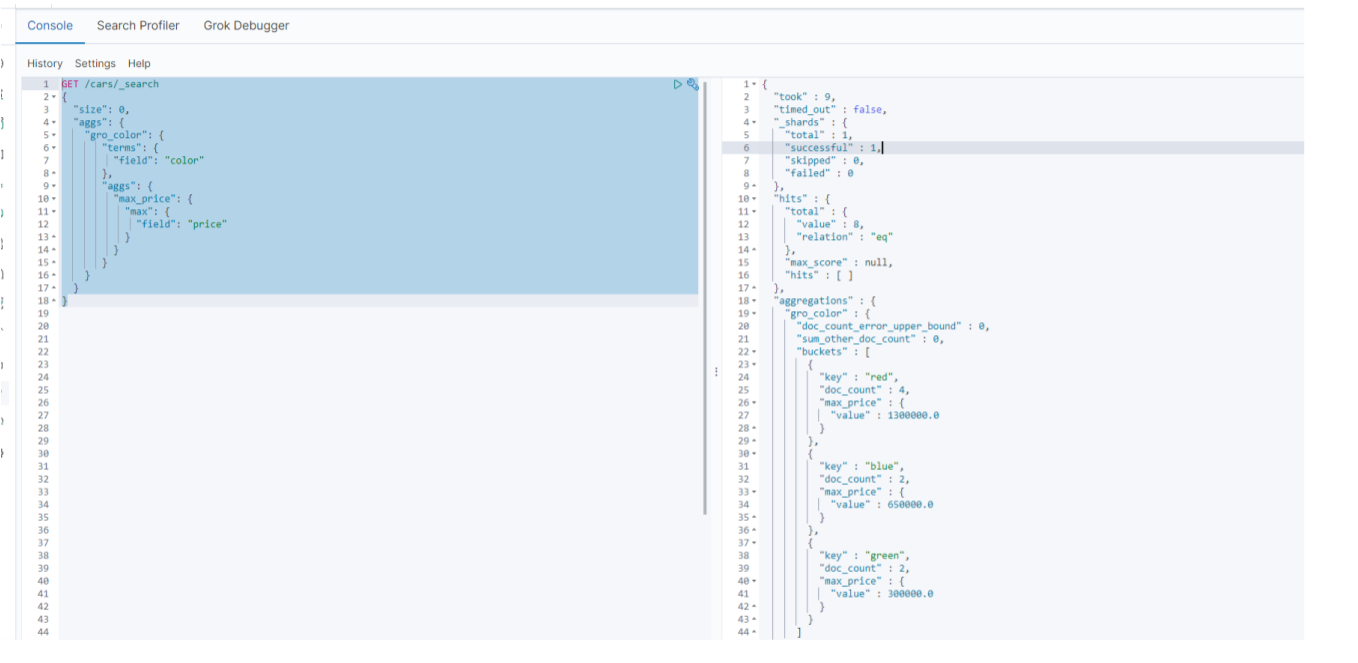 Console Search Profiler Grok Debugger
History Settings Help
1 GET /cars/_search
2 {
3 "size": 0,
4 "aggs": {
5 "gro_color": {
6 "terms": {
7 "field": "color"
8 },
9 "aggs": {
10 "max_price": {
11 "max": {
12 "field": "price"
13 }
14 }
15 }
16 }
17 }
18 }
19
20
21
22
23
24
25
26
27
28
29
30
31
32
33
34
35
36
37
38
39
40
41
42
43
44
1 {
2 "took" : 9,
3 "timed_out" : false,
4 "_shards" : {
5 "total" : 1,
6 "successful" : 1,
7 "skipped" : 0,
8 "failed" : 0
9 },
10 "hits" : {
11 "total" : {
12 "value" : 8,
13 "relation" : "eq"
14 },
15 "max_score" : null,
16 "hits" : [ ]
17 },
18 "aggregations" : {
19 "gro_color" : {
20 "doc_count_error_upper_bound" : 0,
21 "sum_other_doc_count" : 0,
22 "buckets" : [
23 {
24 "key" : "red",
25 "doc_count" : 4,
26 "max_price" : {
27 "value" : 1300000.0
28 }
29 },
30 {
31 "key" : "blue",
32 "doc_count" : 2,
33 "max_price" : {
34 "value" : 650000.0
35 }
36 },
37 {
38 "key" : "green",
39 "doc_count" : 2,
40 "max_price" : {
41 "value" : 300000.0
42 }
43 }
44 ]